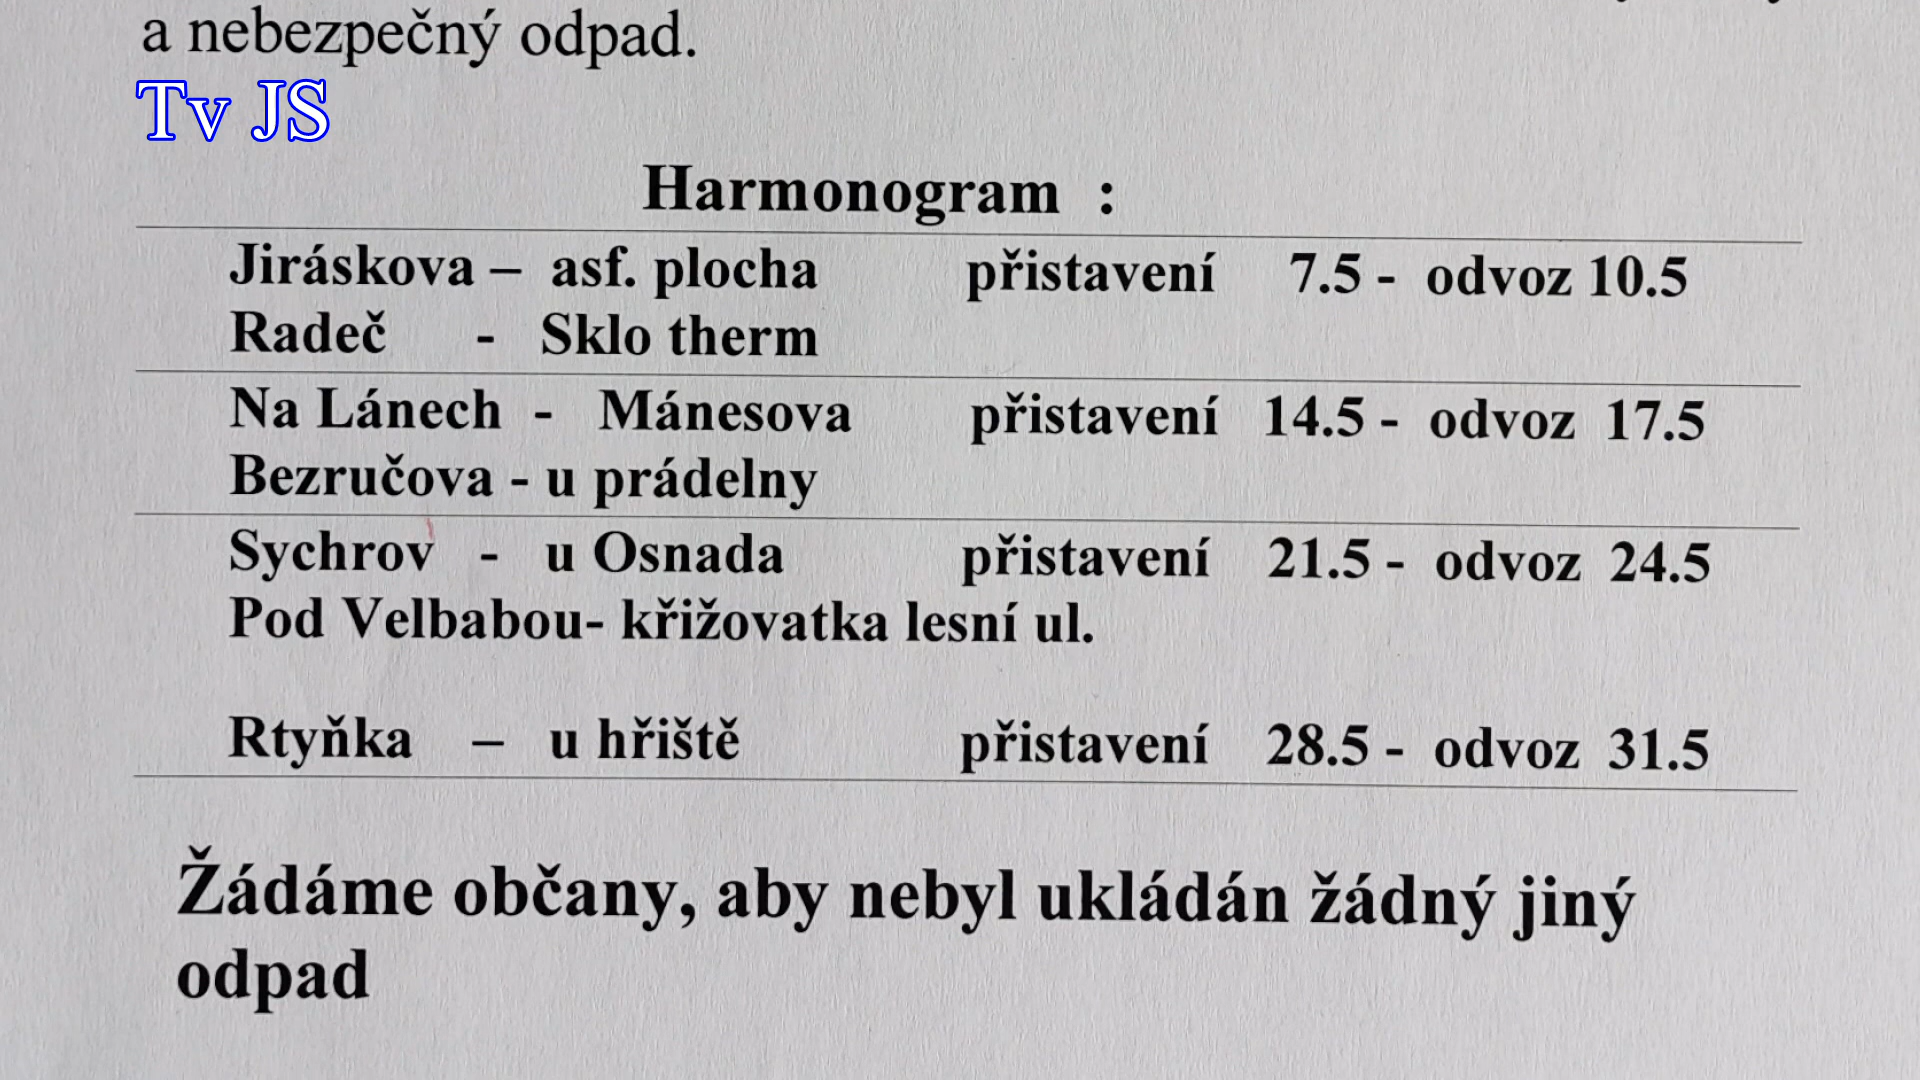 a nebezpečný odpad.
Tv JS
Harmonogram :
Jiráskova – asf. plocha přistavení 7.5 - odvoz 10.5
Radeč - Sklo therm
Na Lánech - Mánesova přistavení 14.5 - odvoz 17.5
Bezručova - u prádelny
Sychrov - u Osnada přistavení 21.5 - odvoz 24.5
Pod Velbabou- křižovatka lesní ul.
Rtyňka – u hřiště přistavení 28.5 - odvoz 31.5
Žádáme občany, aby nebyl ukládán žádný jiný
odpad